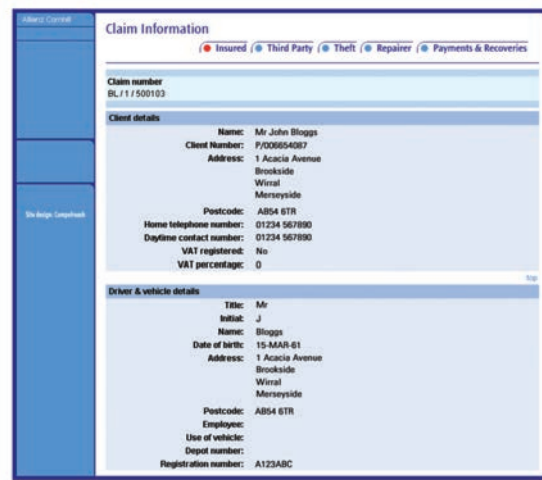 Allianz Cornhill
Claim Information
Insured Third Party Theft Repairer Payments & Recoveries
Claim number
BL / 1 / 500103
Client details
Name: Mr John Bloggs
Client Number: P/006654087
Address: 1 Acacia Avenue
Brookside
Wirral
Merseyside
Postcode: AB54 6TR
Home telephone number: 01234 567890
Daytime contact number: 01234 567890
VAT registered: No
VAT percentage: 0
top
Driver & vehicle details
Title: Mr
Initial: J
Name: Bloggs
Date of birth: 15-MAR-61
Address: 1 Acacia Avenue
Brookside
Wirral
Merseyside
Postcode: AB54 6TR
Employee:
Use of vehicle:
Depot number:
Registration number: A123ABC
Site design: